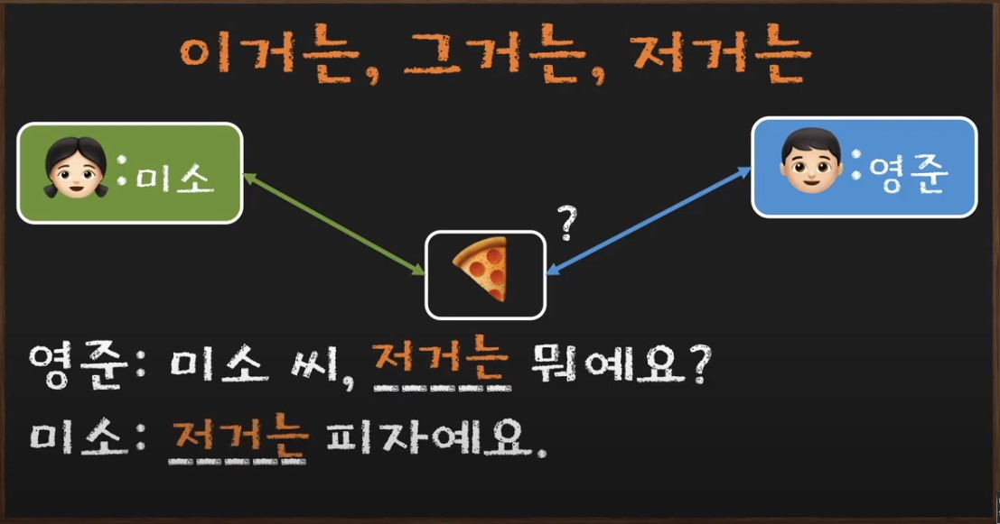 이거는, 그거는, 저거는
:미소
:영준
?
영준: 미소 씨, 저거는 뭐예요?
미소: 저거는 피자예요.